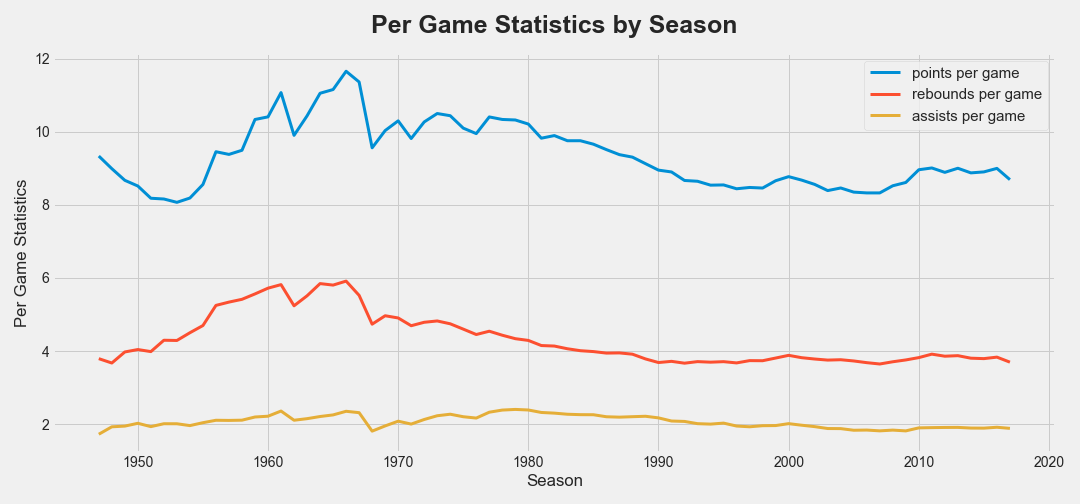 Per Game Statistics by Season
points per game
rebounds per game
assists per game
Per Game Statistics
12
10
8
6
4
2
1950 1960 1970 1980 1990 2000 2010 2020
Season